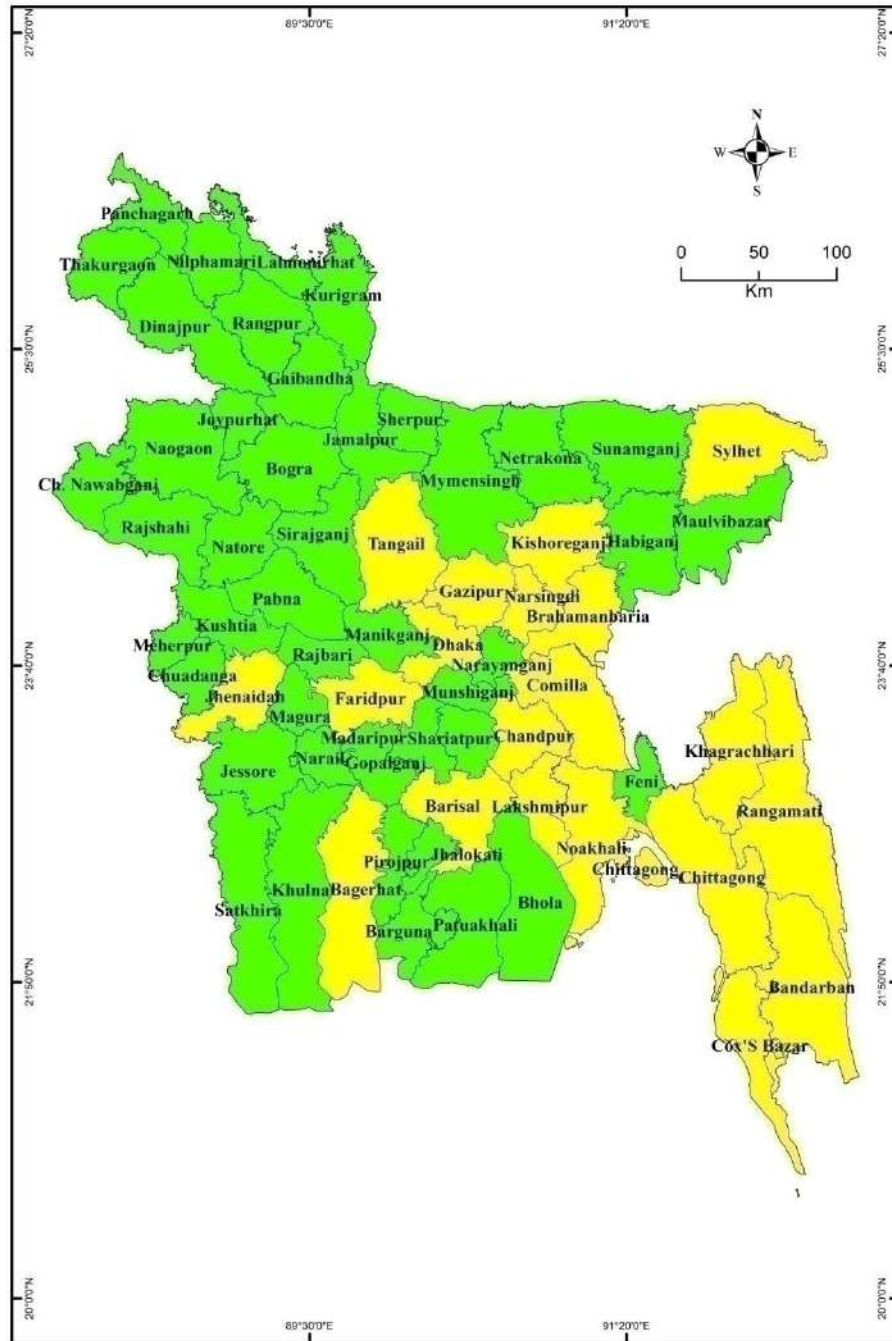 89°30'0"E 91°20'0"E
27°20'0"N 27°20'0"N
N
W E
S
0 50 100
Km
Panchagarh
Thakurgaon Nilphamari Lalmonirhat
Kurigram
Dinajpur Rangpur
25°30'0"N 25°30'0"N
Gaibandha
Joypurhat Sherpur
Naogaon Jamalpur Netrakona Sunamganj Sylhet
Bogra
Ch. Nawabganj Mymensingh
Rajshahi Sirajganj Maulvibazar
Natore Tangail Kishoreganj Habiganj
Gazipur Narsingdi
Pabna Brahamanbaria
Kushtia Manikganj
Meherpur Rajbari Dhaka
23°40'0"N 23°40'0"N
Chuadanga Narayanganj
Jhenaidah Faridpur Munshiganj Comilla
Magura
Madaripur Shariatpur Chandpur
Narail Gopalganj Khagrachhari
Jessore Feni
Barisal Lakshmipur Rangamati
Noakhali
Pirojpur Jhalokati Chittagong Chittagong
Khulna Bagerhat
Satkhira Bhola
Barguna Patuakhali
21°50'0"N 21°50'0"N
Bandarban
Cox'S Bazar
20°0'0"N 20°0'0"N
89°30'0"E 91°20'0"E